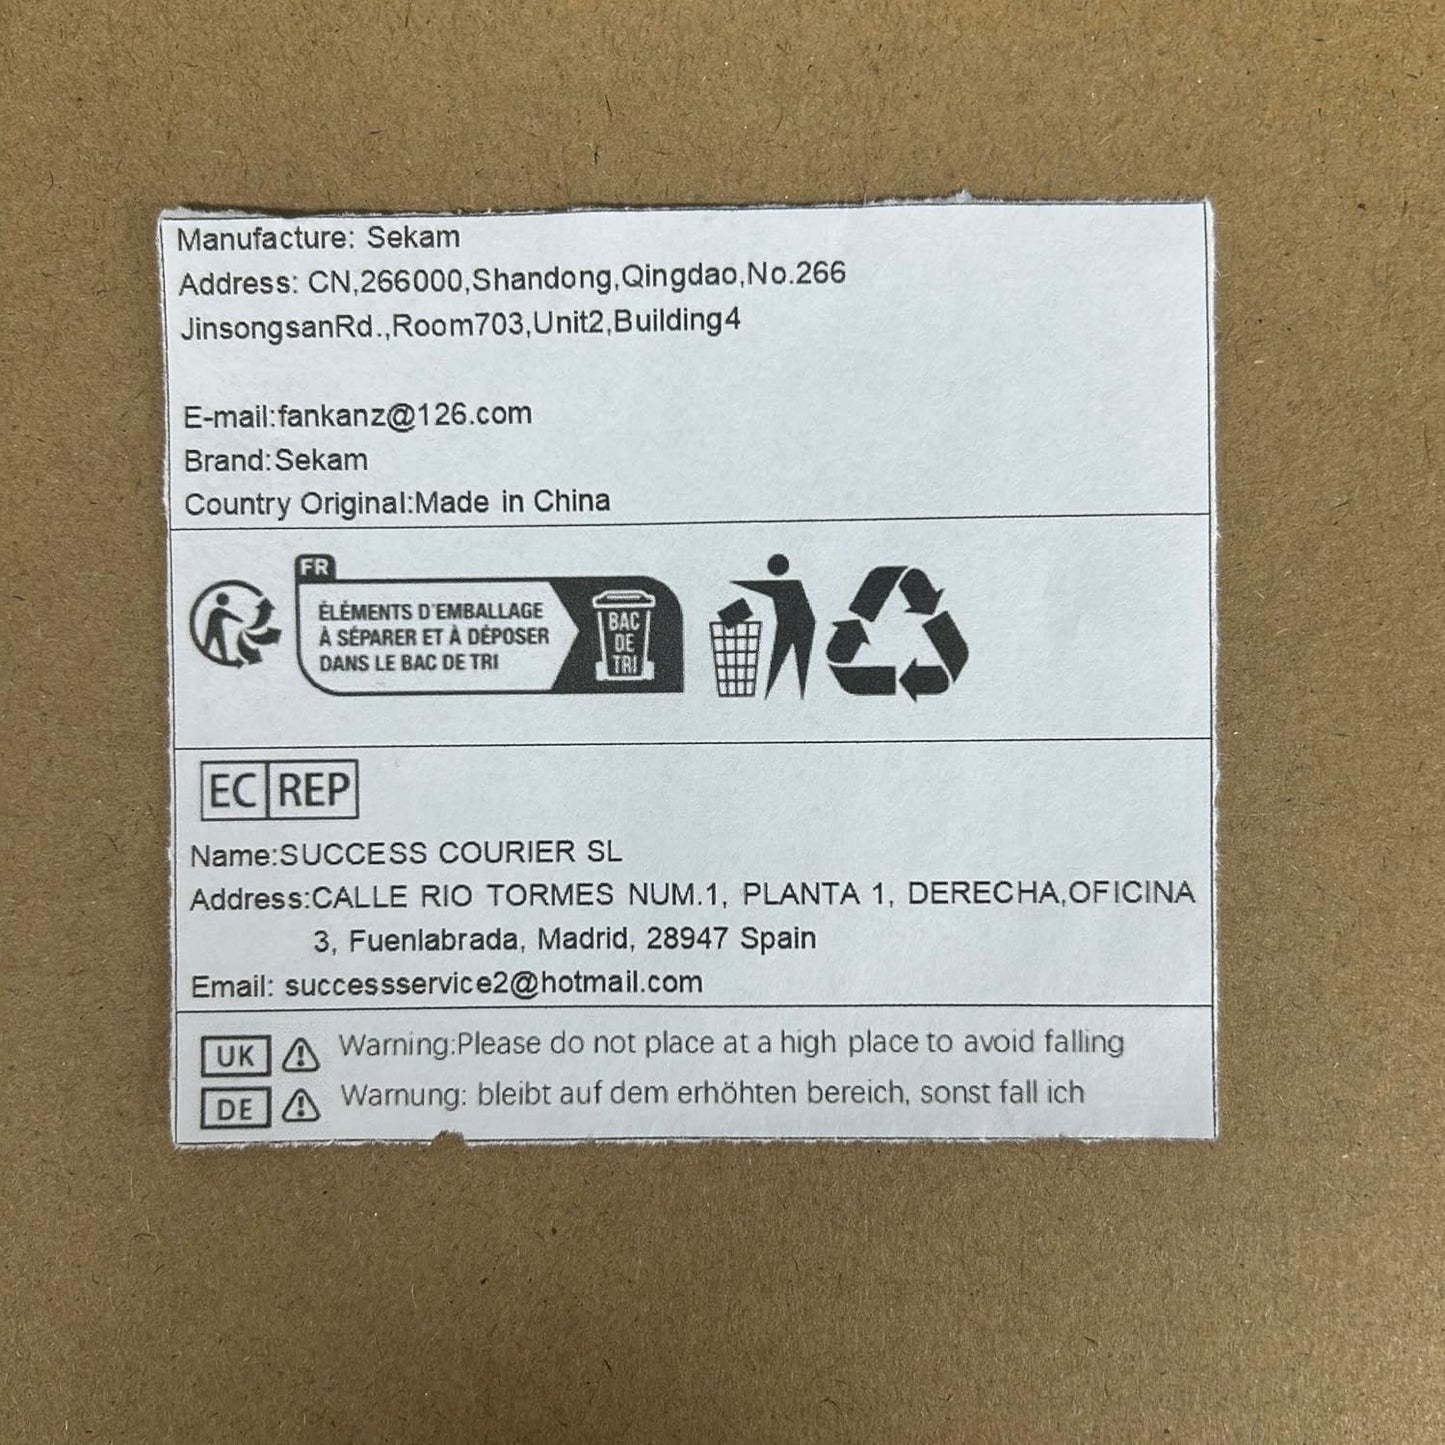 Manufacture: Sekam
Address: CN,266000,Shandong,Qingdao,No.266
JinsongsanRd.,Room703,Unit2,Building4
E-mail:fankanz@126.com
Brand:Sekam
Country Original:Made in China
FR
ÉLÉMENTS D'EMBALLAGE
À SÉPARER ET À DÉPOSER
DANS LE BAC DE TRI
BAC
DE
TRI
EC REP
Name:SUCCESS COURIER SL
Address:CALLE RIO TORMES NUM.1, PLANTA 1, DERECHA,OFICINA
3, Fuenlabrada, Madrid, 28947 Spain
Email: successservice2@hotmail.com
UK Warning:Please do not place at a high place to avoid falling
DE Warnung: bleibt auf dem erhöhten bereich, sonst fall ich